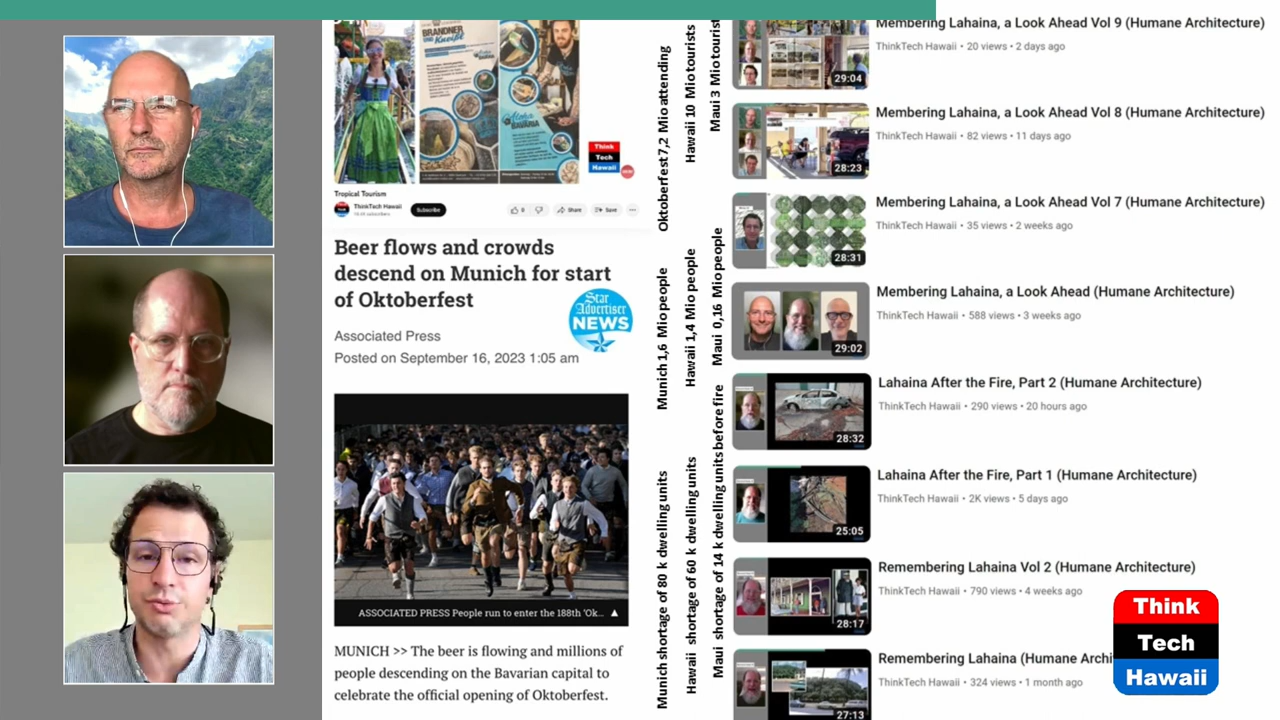 BRANDNER
und Kneißl
Aloha
BAVARIA
Think
Tech
Hawaii
Tropical Tourism
ThinkTech Hawaii
Subscribe
8
Share
Save
Beer flows and crowds
descend on Munich for start
of Oktoberfest
Star
Advertiser
NEWS
Associated Press
Posted on September 16, 2023 1:05 am
ASSOCIATED PRESS People run to enter the 188th ‘Ok...
MUNICH >> The beer is flowing and millions of
people descending on the Bavarian capital to
celebrate the official opening of Oktoberfest.
Munich shortage of 80 k dwelling units
Munich 1,6 Mio people
Oktoberfest 7,2 Mio attending
Hawaii shortage of 60 k dwelling units
Hawaii 1,4 Mio people
Hawaii 10 Mio tourists
Maui shortage of 14 k dwelling units before fire
Maui 0,16 Mio people
Maui 3 Mio tourist
Membering Lahaina, a Look Ahead Vol 9 (Humane Architecture)
ThinkTech Hawaii • 20 views • 2 days ago
29:04
Membering Lahaina, a Look Ahead Vol 8 (Humane Architecture)
ThinkTech Hawaii • 82 views • 11 days ago
28:23
Membering Lahaina, a Look Ahead Vol 7 (Humane Architecture)
ThinkTech Hawaii • 35 views • 2 weeks ago
28:31
Membering Lahaina, a Look Ahead (Humane Architecture)
ThinkTech Hawaii • 588 views • 3 weeks ago
29:02
Lahaina After the Fire, Part 2 (Humane Architecture)
ThinkTech Hawaii • 290 views • 20 hours ago
28:32
Lahaina After the Fire, Part 1 (Humane Architecture)
ThinkTech Hawaii • 2K views • 5 days ago
25:05
Remembering Lahaina Vol 2 (Humane Architecture)
ThinkTech Hawaii • 790 views • 4 weeks ago
28:17
Remembering Lahaina (Humane Archi
ThinkTech Hawaii • 324 views • 1 month ago
27:13
Think
Tech
Hawaii